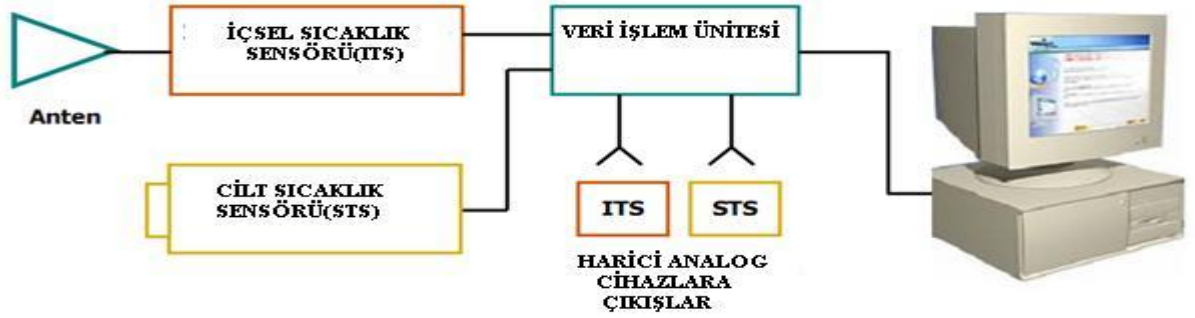 İÇSEL SICAKLIK
SENSÖRÜ(ITS)
VERİ İŞLEM ÜNİTESİ
Anten
CİLT SICAKLIK
SENSÖRÜ(STS)
ITS
STS
HARİCİ ANALOG
CİHAZLARA
ÇIKIŞLAR